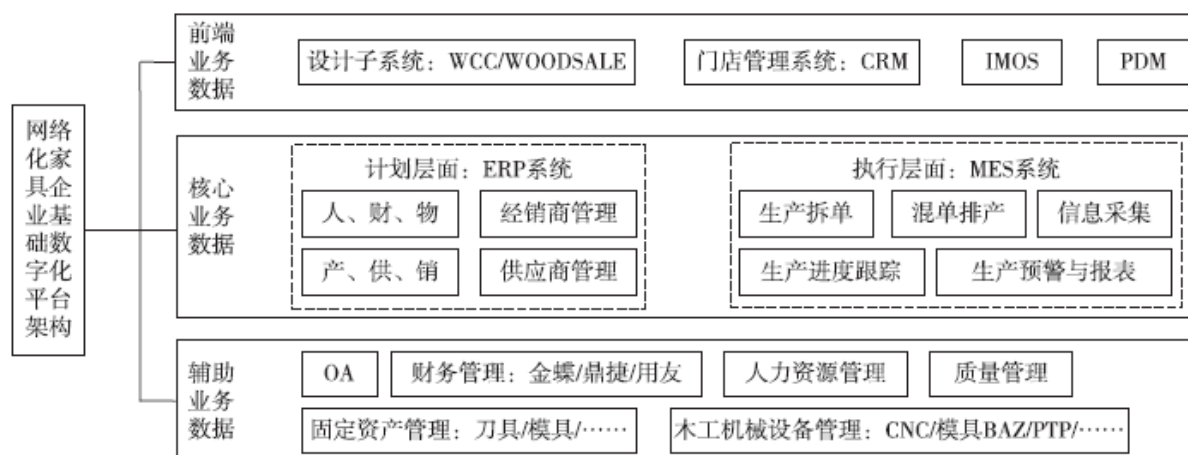 网络
化家
具企
业基
础数
字化
平台
架构
前端
业务
数据
设计子系统：WCC/WOODSALE
门店管理系统：CRM
IMOS
PDM
核心
业务
数据
计划层面：ERP系统
人、财、物
经销商管理
产、供、销
供应商管理
执行层面：MES系统
生产拆单
混单排产
信息采集
生产进度跟踪
生产预警与报表
辅助
业务
数据
OA
财务管理：金蝶/鼎捷/用友
人力资源管理
质量管理
固定资产管理：刀具/模具/……
木工机械设备管理：CNC/模具BAZ/PTP/……